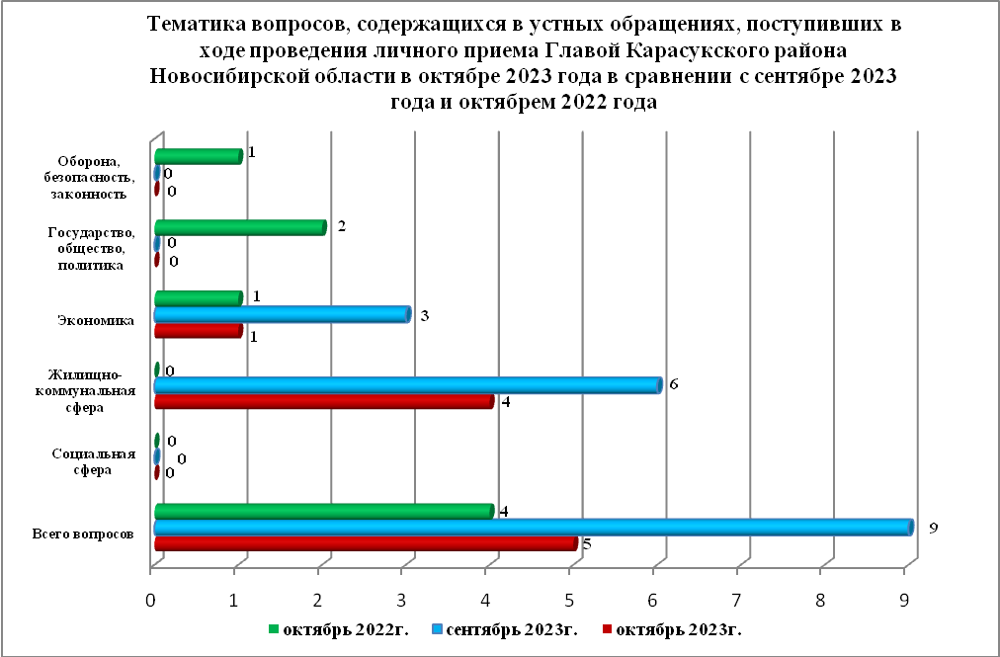 Тематика вопросов, содержащихся в устных обращениях, поступивших в
ходе проведения личного приема Главой Карасукского района
Новосибирской области в октябре 2023 года в сравнении с сентябре 2023
года и октябрем 2022 года
Оборона,
безопасность,
законность
1
0
0
Государство,
общество,
политика
2
0
0
Экономика
1
3
1
Жилищно-
коммунальная
сфера
0
6
4
Социальная
сфера
0
0
0
Всего вопросов
4
9
5
0 1 2 3 4 5 6 7 8 9
октябрь 2022г. сентябрь 2023г. октябрь 2023г.